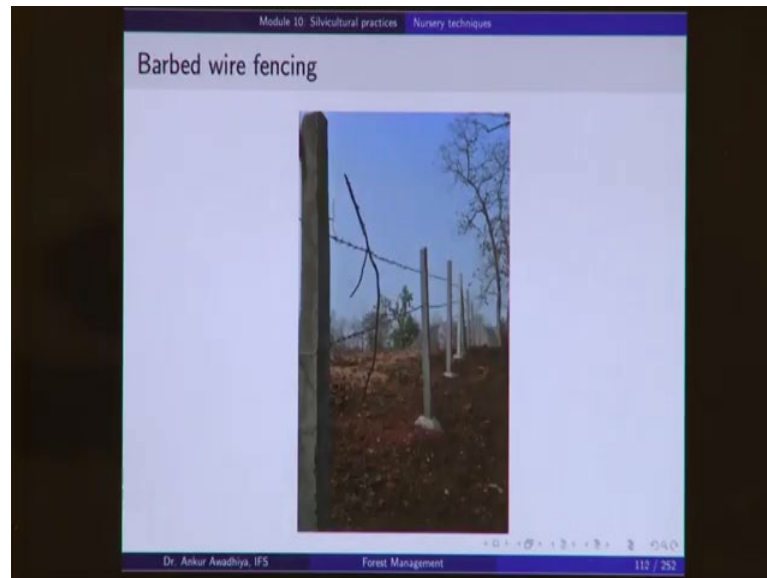 Module 10: Silvicultural practices Nursery techniques
Barbed wire fencing
Dr. Ankur Awadhiya, IFS Forest Management 112 / 252